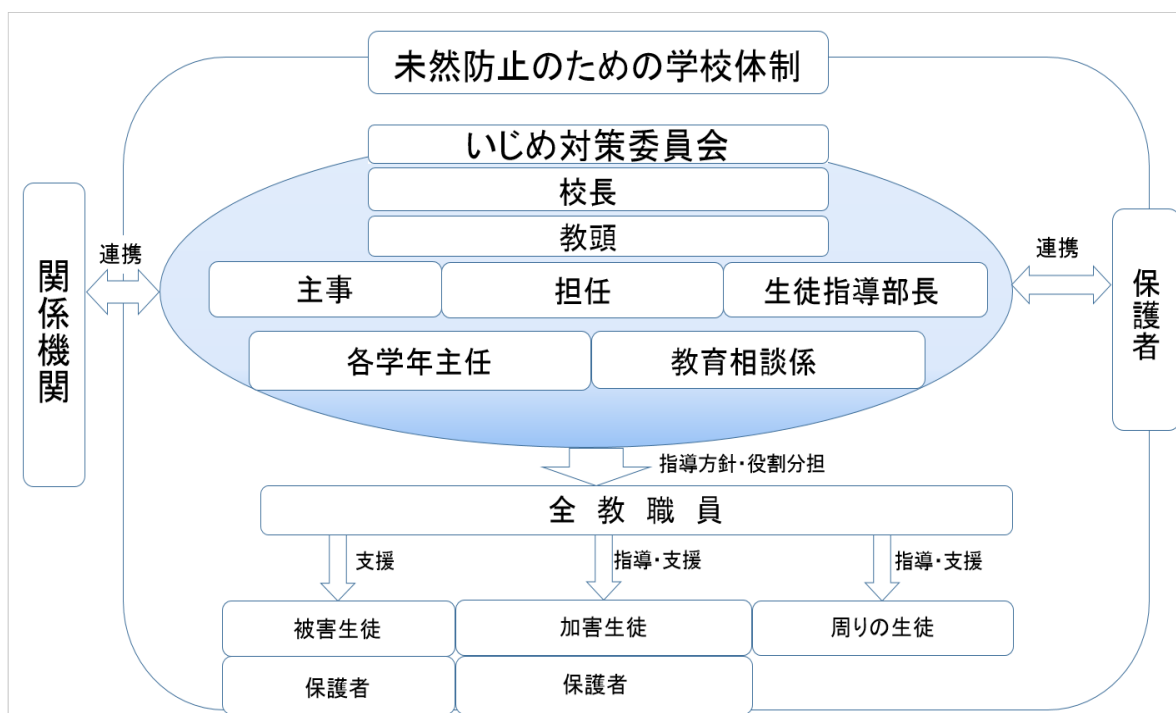 未然防止のための学校体制
いじめ対策委員会
校長
教頭
主事
担任
生徒指導部長
各学年主任
教育相談係
関係機関
連携
連携
保護者
指導方針・役割分担
全教職員
支援
指導・支援
指導・支援
被害生徒
加害生徒
周りの生徒
保護者
保護者